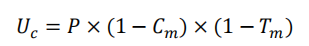 U_c = P × (1 − C_m) × (1 − T_m)